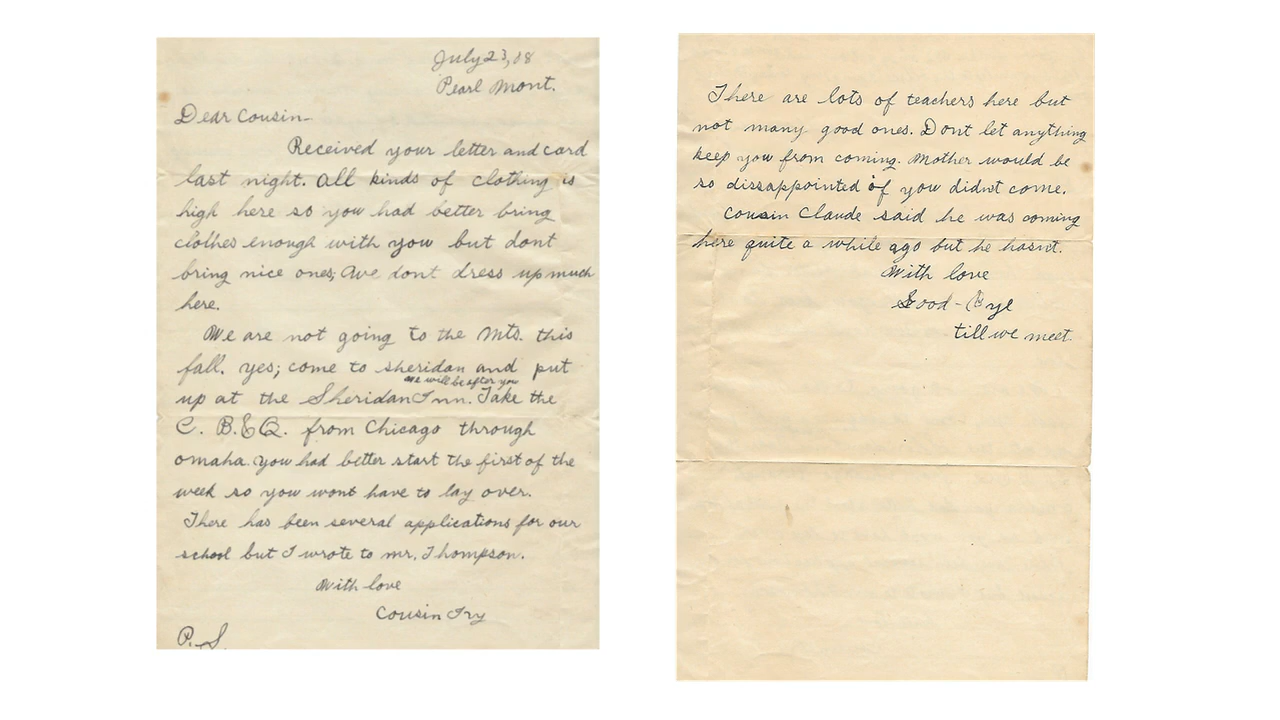 July 23, 08
Pearl Mont.
Dear Cousin-
Received your letter and card
last night. All kinds of clothing is
high here so you had better bring
clothes enough with you but dont
bring nice ones; We dont dress up much
here.
We are not going to the Mts. this
fall. yes; come to sheridan and put
we will be after you
up at the Sheridan Inn. Take the
C. B. & Q. from Chicago through
omaha. you had better start the first of the
week so you wont have to lay over.
There has been several applications for our
school but I wrote to mr. Thompson.
With love
Cousin Ivy
P. S.
There are lots of teachers here but
not many good ones. Dont let anything
keep you from coming. Mother would be
so dissappointed if you didnt come.
Cousin Claude said he was coming
here quite a while ago but he hasnt.
With love
Good-Bye
till we meet.